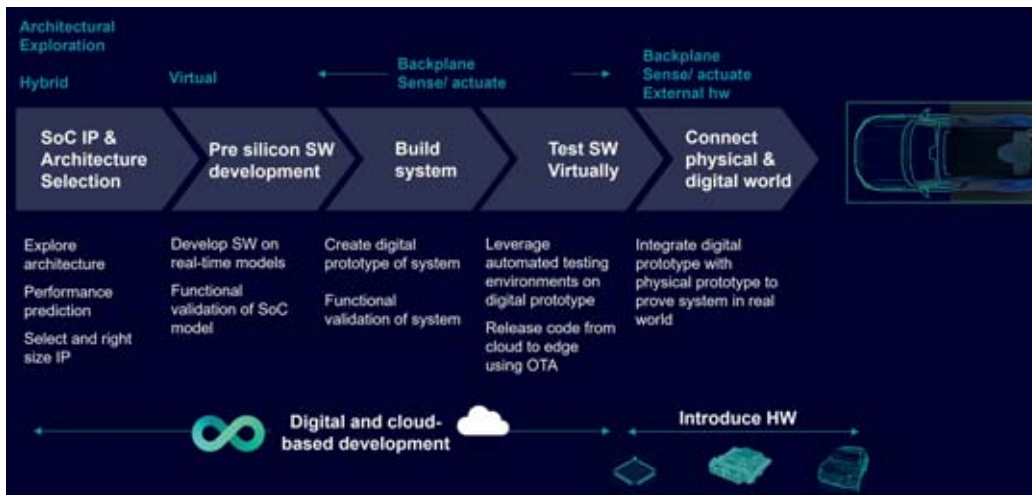 Architectural
Exploration
Hybrid
Virtual
Backplane
Sense/ actuate
Backplane
Sense/ actuate
External hw
SoC IP &
Architecture
Selection
Pre silicon SW
development
Build
system
Test SW
Virtually
Connect
physical &
digital world
Explore
architecture
Performance
prediction
Select and right
size IP
Develop SW on
real-time models
Functional
validation of SoC
model
Create digital
prototype of system
Functional
validation of system
Leverage
automated testing
environments on
digital prototype
Release code from
cloud to edge
using OTA
Integrate digital
prototype with
physical prototype to
prove system in real
world
Digital and cloud-
based development
Introduce HW